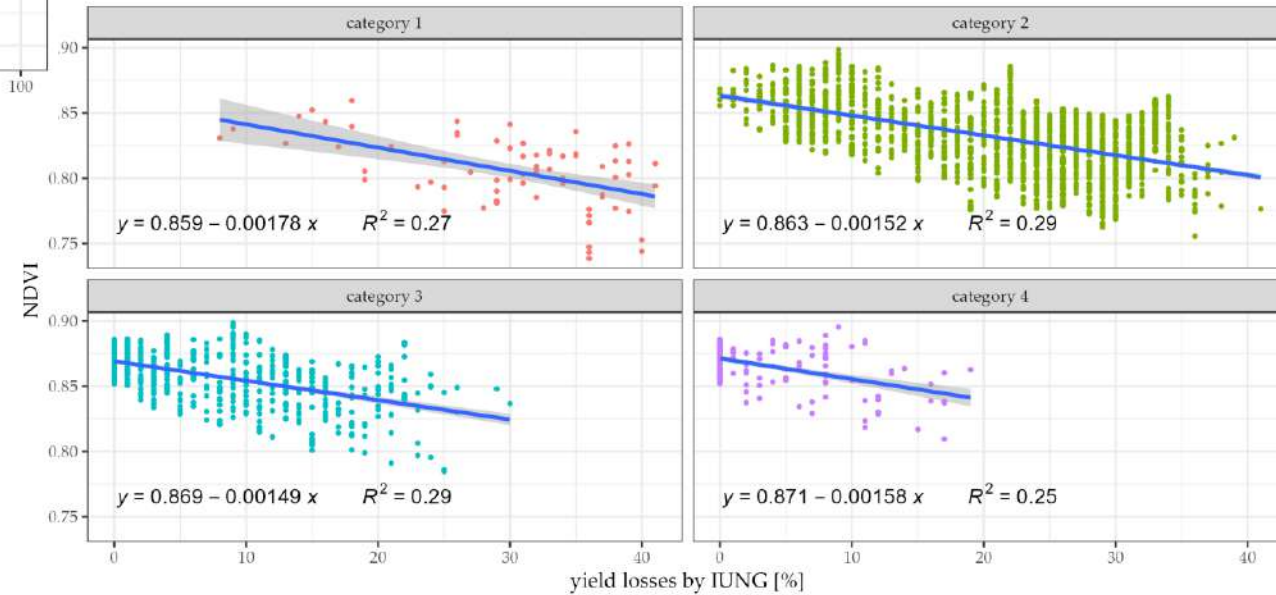 100
category 1
category 2
.90
.85
0.80
0.75
y = 0.859 − 0.00178 x R² = 0.27
y = 0.863 − 0.00152 x R² = 0.29
NDVI
category 3
category 4
0.90
0.85
0.80
0.75
y = 0.869 − 0.00149 x R² = 0.29
y = 0.871 − 0.00158 x R² = 0.25
0 10 20 30 40
0 10 20 30 40
yield losses by IUNG [%]